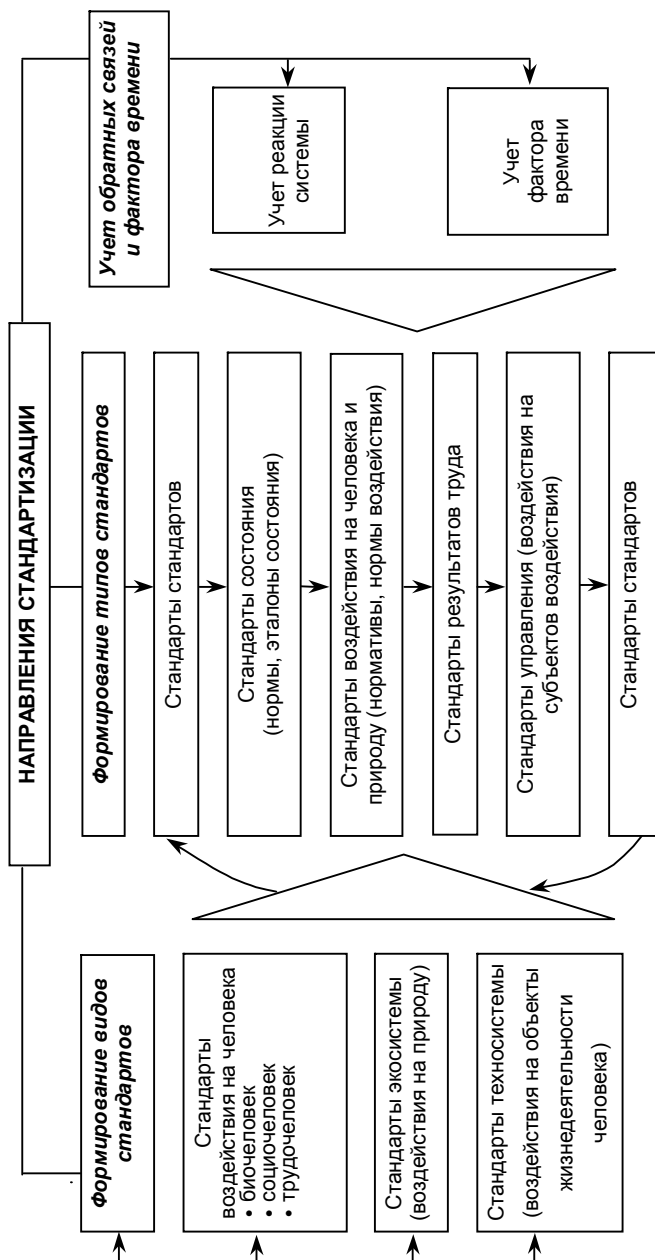 НАПРАВЛЕНИЯ СТАНДАРТИЗАЦИИ
Формирование видов
стандартов
Стандарты
воздействия на человека
• биочеловек
• социочеловек
• трудочеловек
Стандарты экосистемы
(воздействия на природу)
Стандарты техносистемы
(воздействия на объекты
жизнедеятельности
человека)
Формирование типов стандартов
Стандарты стандартов
Стандарты состояния
(нормы, эталоны состояния)
Стандарты воздействия на человека и
природу (нормативы, нормы воздействия)
Стандарты результатов труда
Стандарты управления (воздействия на
субъектов воздействия)
Стандарты стандартов
Учет обратных связей
и фактора времени
Учет реакции
системы
Учет
фактора
времени